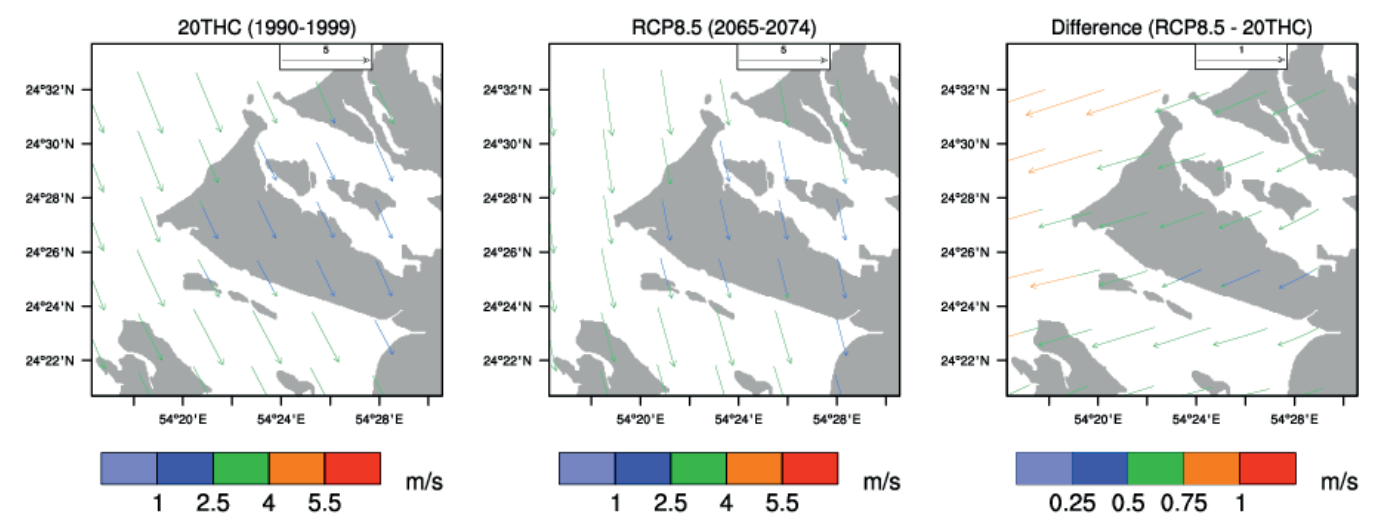 20THC (1990-1999)
5
24°32'N
24°30'N
24°28'N
24°26'N
24°24'N
24°22'N
54°20'E 54°24'E 54°28'E
1 2.5 4 5.5 m/s
RCP8.5 (2065-2074)
5
24°32'N
24°30'N
24°28'N
24°26'N
24°24'N
24°22'N
54°20'E 54°24'E 54°28'E
1 2.5 4 5.5 m/s
Difference (RCP8.5 - 20THC)
1
24°32'N
24°30'N
24°28'N
24°26'N
24°24'N
24°22'N
54°20'E 54°24'E 54°28'E
0.25 0.5 0.75 1 m/s